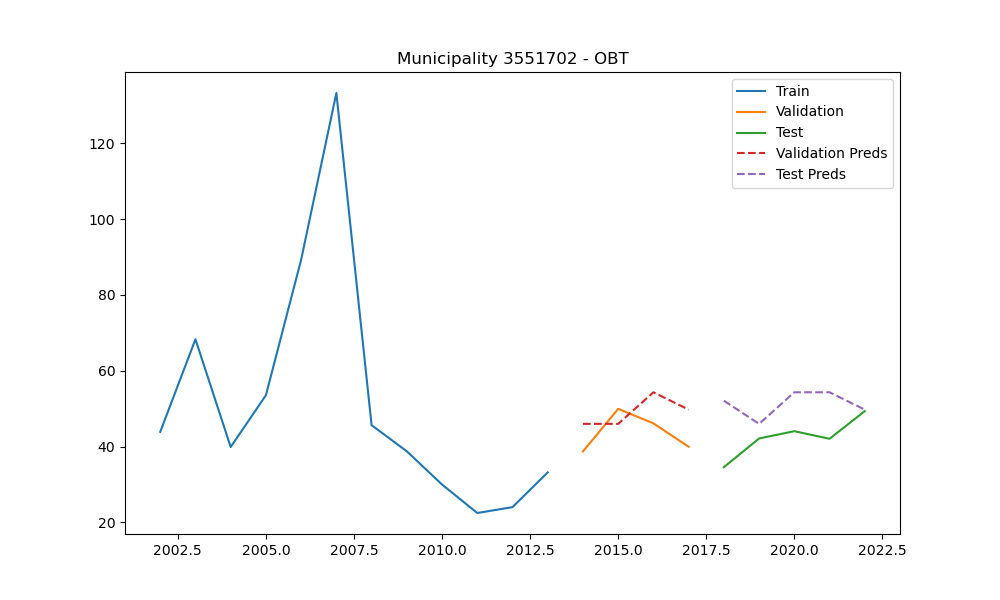 Municipality 3551702 - OBT
Train
Validation
Test
Validation Preds
Test Preds
120
100
80
60
40
20
2002.5 2005.0 2007.5 2010.0 2012.5 2015.0 2017.5 2020.0 2022.5